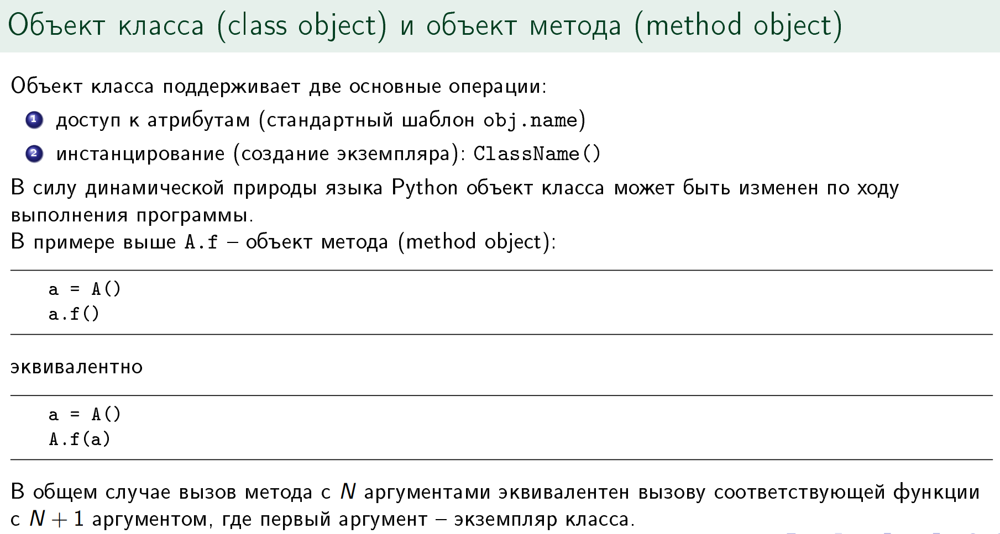 Объект класса (class object) и объект метода (method object)
Объект класса поддерживает две основные операции:
1 доступ к атрибутам (стандартный шаблон obj.name)
2 инстанцирование (создание экземпляра): ClassName()
В силу динамической природы языка Python объект класса может быть изменен по ходу
выполнения программы.
В примере выше A.f – объект метода (method object):
a = A()
a.f()
эквивалентно
a = A()
A.f(a)
В общем случае вызов метода с N аргументами эквивалентен вызову соответствующей функции
с N + 1 аргументом, где первый аргумент – экземпляр класса.